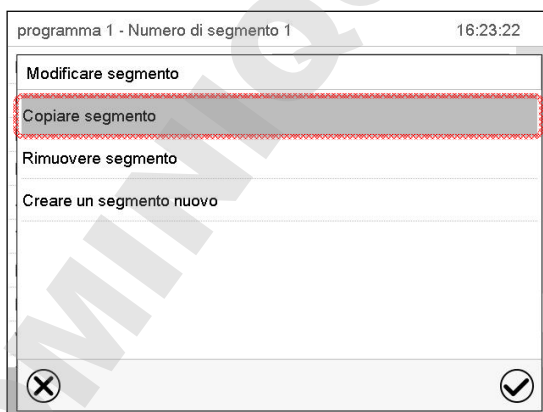 programma 1 - Numero di segmento 1 16:23:22
Modificare segmento
Copiare segmento
Rimuovere segmento
Creare un segmento nuovo